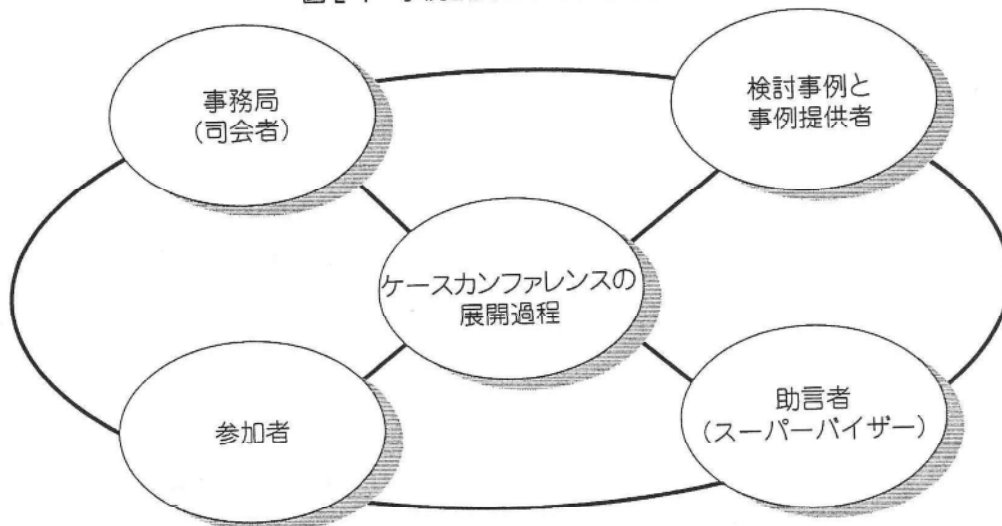 事務局
(司会者)
検討事例と
事例提供者
ケースカンファレンスの
展開過程
参加者
助言者
(スーパーバイザー)